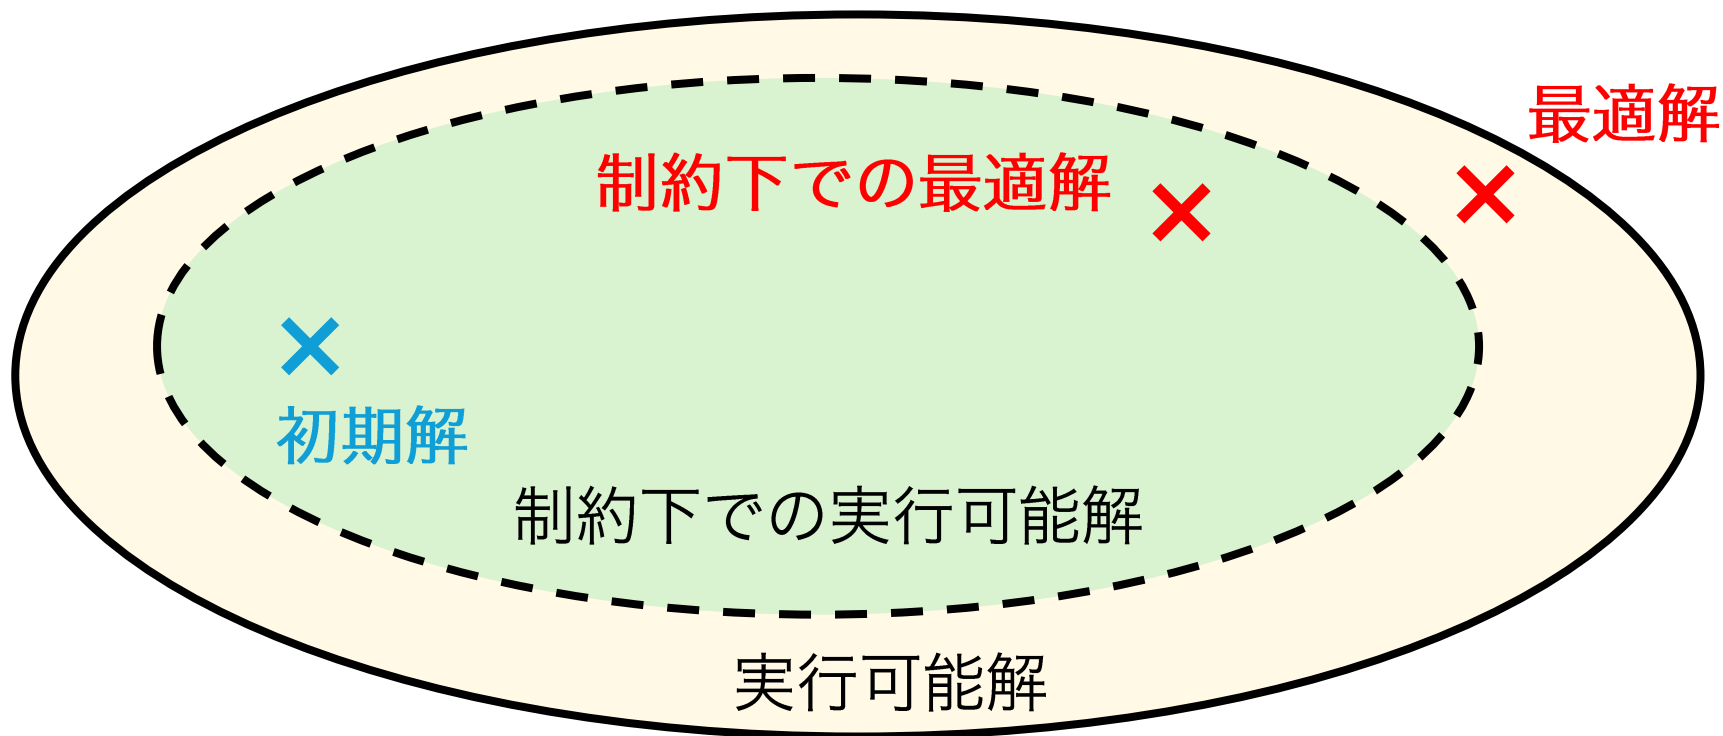 最適解
制約下での最適解
初期解
制約下での実行可能解
実行可能解